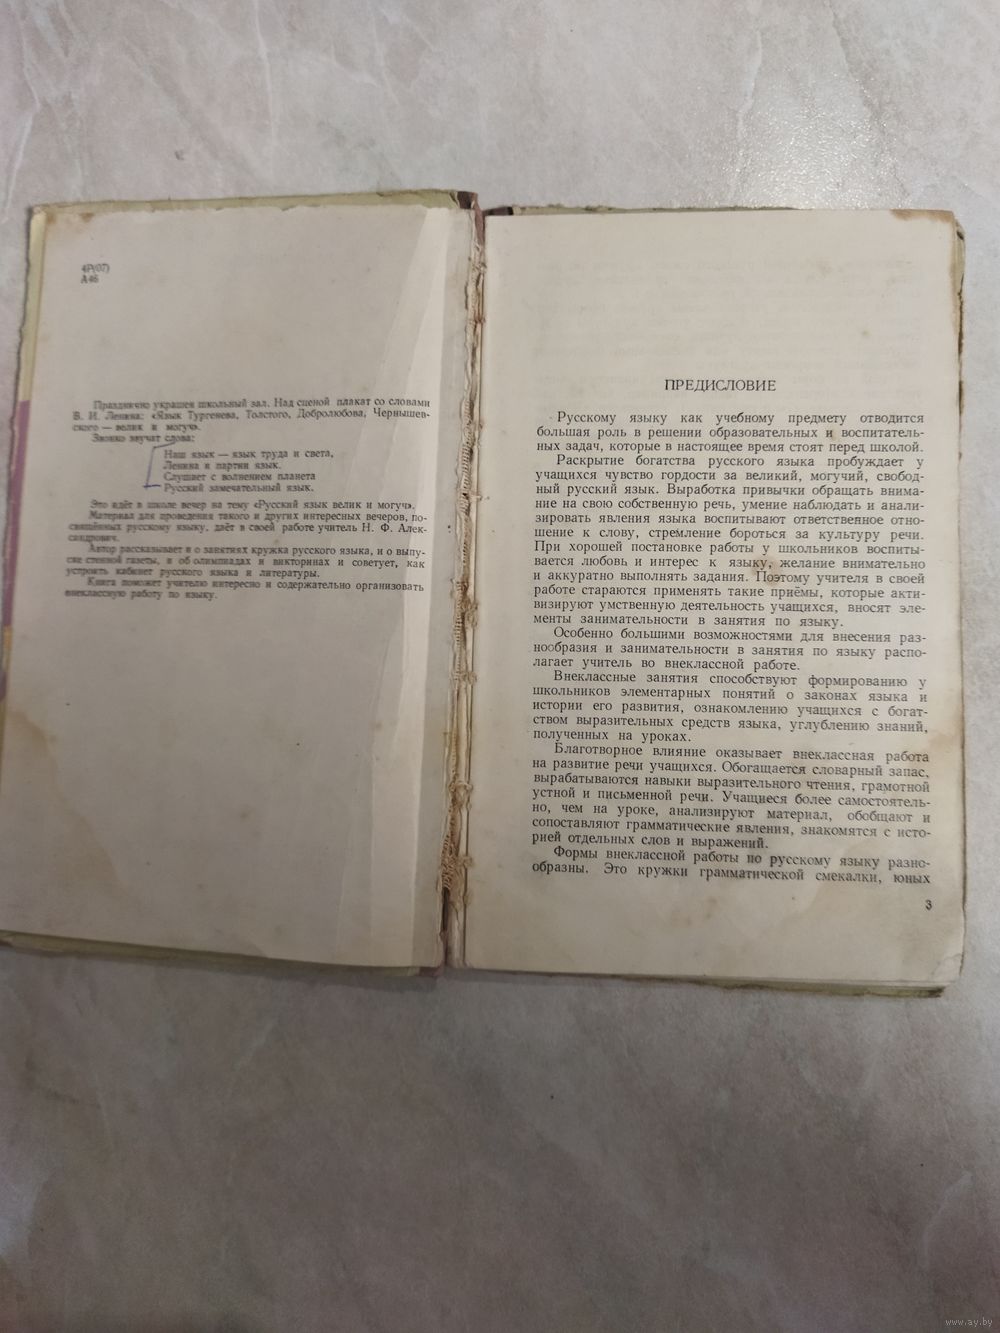 4Р(07)
А46
Празднично украшен школьный зал. Над сценой плакат со словами
В. И. Ленина: «Язык Тургенева, Толстого, Добролюбова, Чернышев-
ского — велик и могуч».
Звонко звучат слова:
Наш язык — язык труда и света,
Ленина и партии язык.
Слушает с волнением планета
Русский замечательный язык.
Это идёт в школе вечер на тему «Русский язык велик и могуч».
Материал для проведения такого и других интересных вечеров, по-
свящённых русскому языку, даёт в своей работе учитель Н. Ф. Алек-
сандрович.
Автор рассказывает и о занятиях кружка русского языка, и о выпу-
ске стенной газеты, и об олимпиадах и викторинах и советует, как
устроить кабинет русского языка и литературы.
Книга поможет учителю интересно и содержательно организовать
внеклассную работу по языку.
ПРЕДИСЛОВИЕ
Русскому языку как учебному предмету отводится
большая роль в решении образовательных и воспитатель-
ных задач, которые в настоящее время стоят перед школой.
Раскрытие богатства русского языка пробуждает у
учащихся чувство гордости за великий, могучий, свобод-
ный русский язык. Выработка привычки обращать внима-
ние на свою собственную речь, умение наблюдать и анали-
зировать явления языка воспитывают ответственное отно-
шение к слову, стремление бороться за культуру речи.
При хорошей постановке работы у школьников воспиты-
вается любовь и интерес к языку, желание внимательно
и аккуратно выполнять задания. Поэтому учителя в своей
работе стараются применять такие приёмы, которые акти-
визируют умственную деятельность учащихся, вносят эле-
менты занимательности в занятия по языку.
Особенно большими возможностями для внесения раз-
нообразия и занимательности в занятия по языку распо-
лагает учитель во внеклассной работе.
Внеклассные занятия способствуют формированию у
школьников элементарных понятий о законах языка и
истории его развития, ознакомлению учащихся с богат-
ством выразительных средств языка, углублению знаний,
полученных на уроках.
Благотворное влияние оказывает внеклассная работа
на развитие речи учащихся. Обогащается словарный запас,
вырабатываются навыки выразительного чтения, грамотной
устной и письменной речи. Учащиеся более самостоятель-
но, чем на уроке, анализируют материал, обобщают и
сопоставляют грамматические явления, знакомятся с исто-
рией отдельных слов и выражений.
Формы внеклассной работы по русскому языку разно-
образны. Это кружки грамматической смекалки, юных
3
www.ay.by